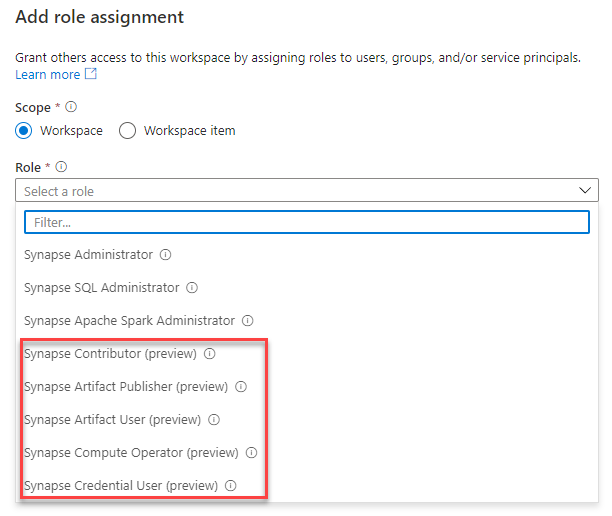 Add role assignment
Grant others access to this workspace by assigning roles to users, groups, and/or service principals.
Learn more
Scope *
Workspace
Workspace item
Role *
Select a role
Filter...
Synapse Administrator
Synapse SQL Administrator
Synapse Apache Spark Administrator
Synapse Contributor (preview)
Synapse Artifact Publisher (preview)
Synapse Artifact User (preview)
Synapse Compute Operator (preview)
Synapse Credential User (preview)